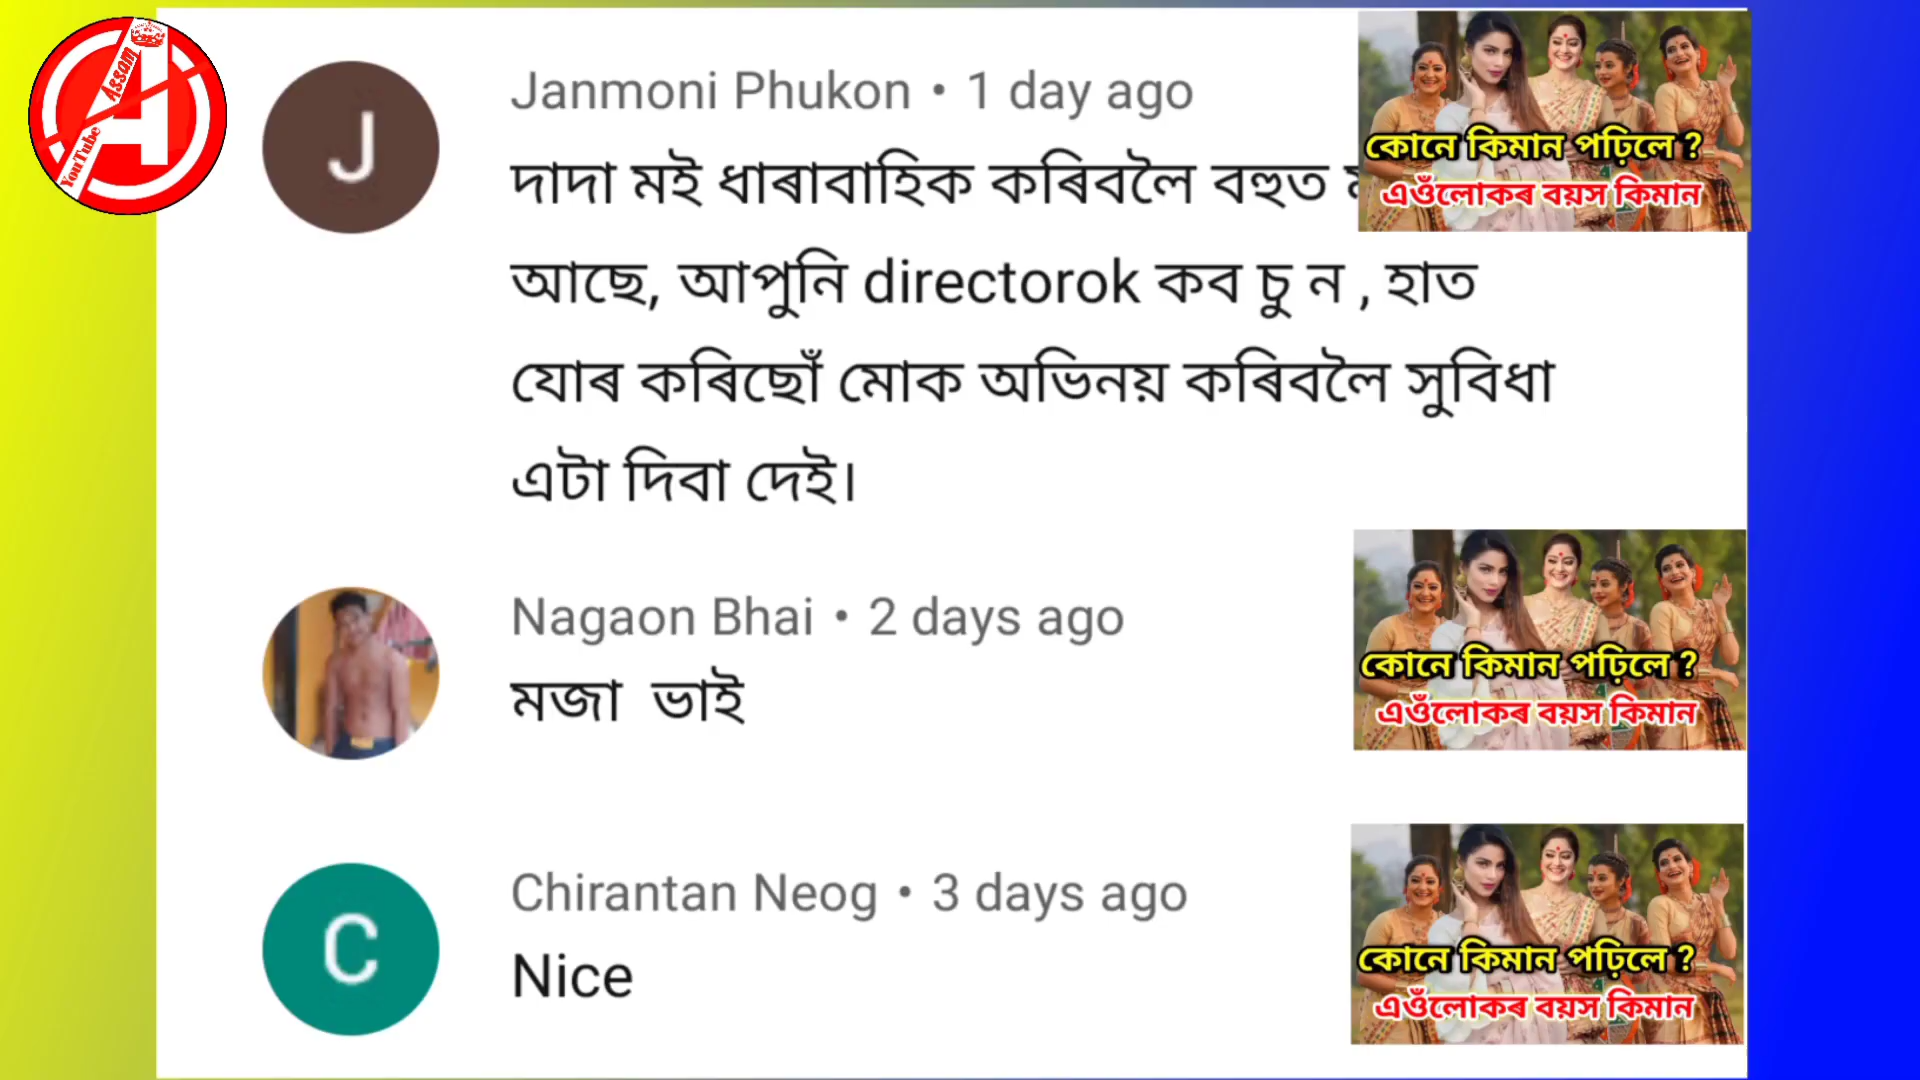 Assom
YouTube
A
J
Janmoni Phukon • 1 day ago
দাদা মই ধাৰাবাহিক কৰিবলৈ বহুত
আছে, আপুনি directorok কব চু ন , হাত
যোৰ কৰিছোঁ মোক অভিনয় কৰিবলৈ সুবিধা
এটা দিবা দেই।
কোনে কিমান পঢ়িলে ?
এওঁলোকৰ বয়স কিমান
Nagaon Bhai • 2 days ago
মজা ভাই
কোনে কিমান পঢ়িলে ?
এওঁলোকৰ বয়স কিমান
C
Chirantan Neog • 3 days ago
Nice
কোনে কিমান পঢ়িলে ?
এওঁলোকৰ বয়স কিমান